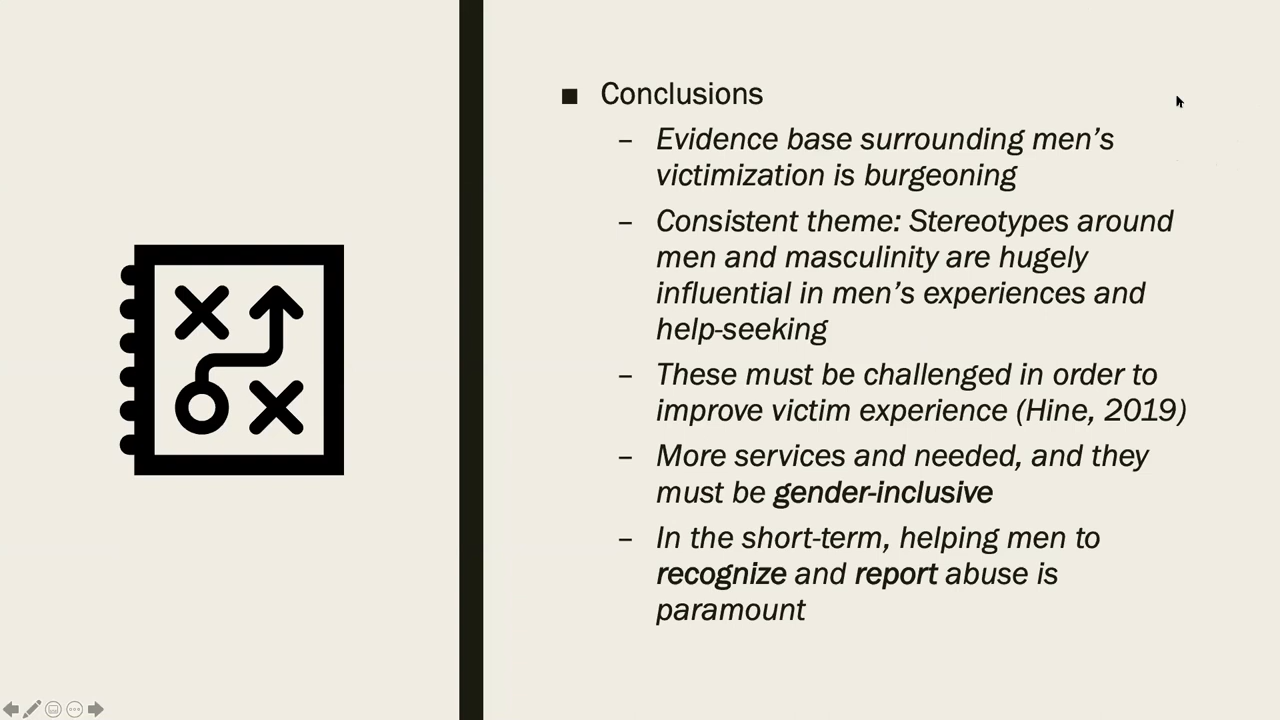 ■ Conclusions
– Evidence base surrounding men’s
victimization is burgeoning
– Consistent theme: Stereotypes around
men and masculinity are hugely
influential in men’s experiences and
help-seeking
– These must be challenged in order to
improve victim experience (Hine, 2019)
– More services and needed, and they
must be gender-inclusive
– In the short-term, helping men to
recognize and report abuse is
paramount